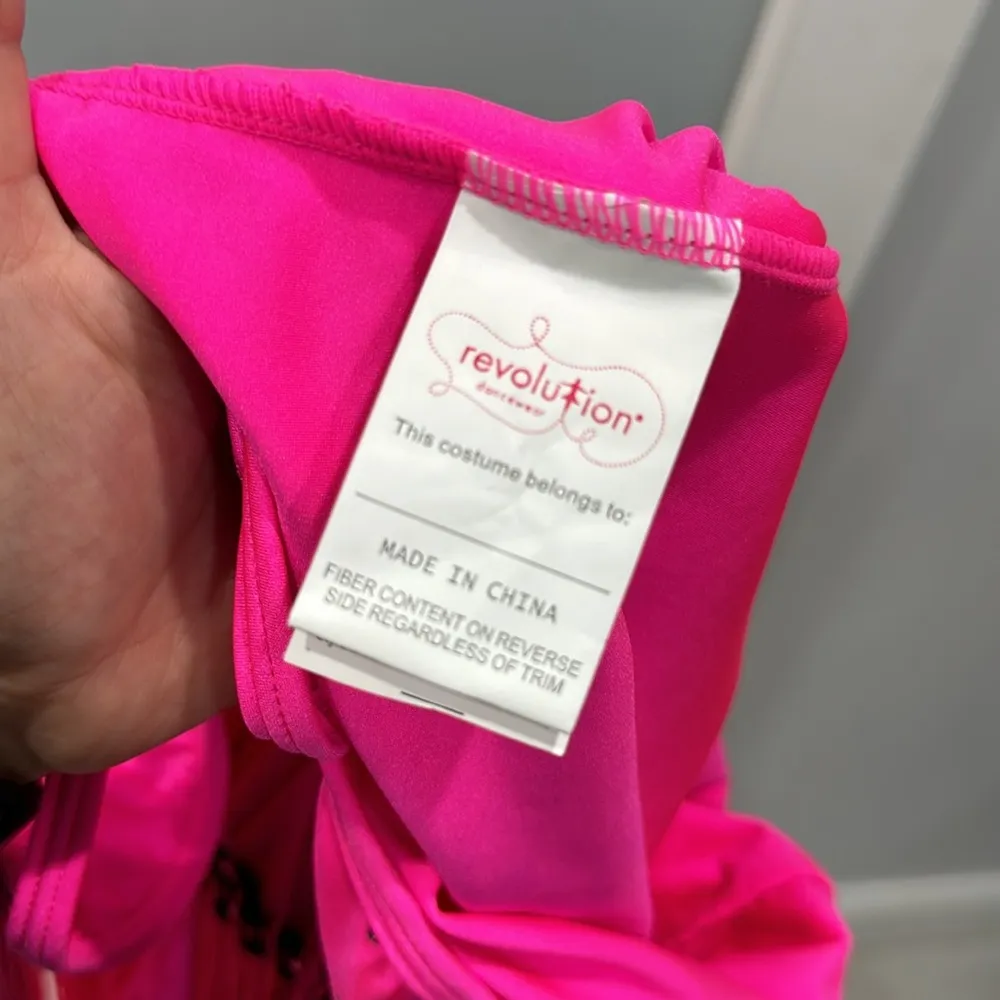 revolution
dancewear
This costume belongs to:
MADE IN CHINA
FIBER CONTENT ON REVERSE
SIDE REGARDLESS OF TRIM